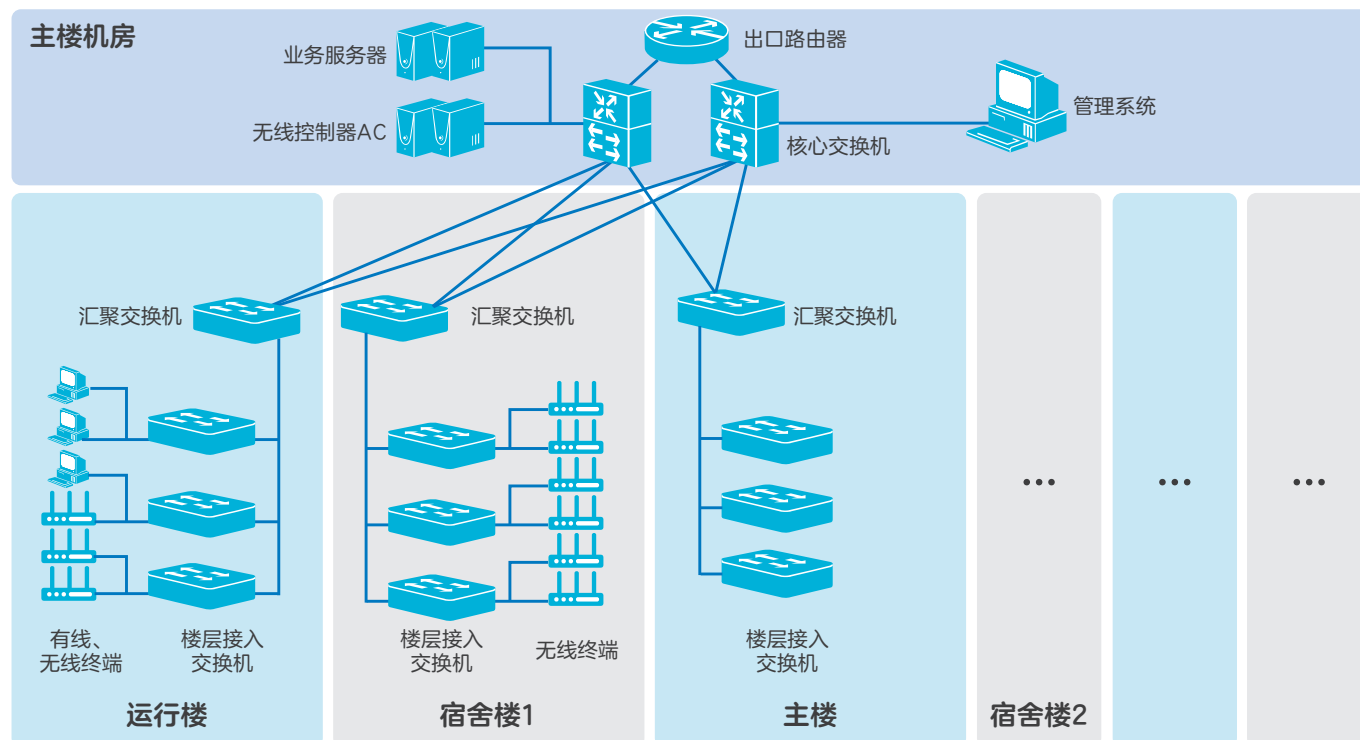 主楼机房
业务服务器
出口路由器
无线控制器AC
核心交换机
管理系统
汇聚交换机
汇聚交换机
汇聚交换机
...
...
...
有线、
无线终端
楼层接入
交换机
楼层接入
交换机
无线终端
楼层接入
交换机
运行楼
宿舍楼1
主楼
宿舍楼2